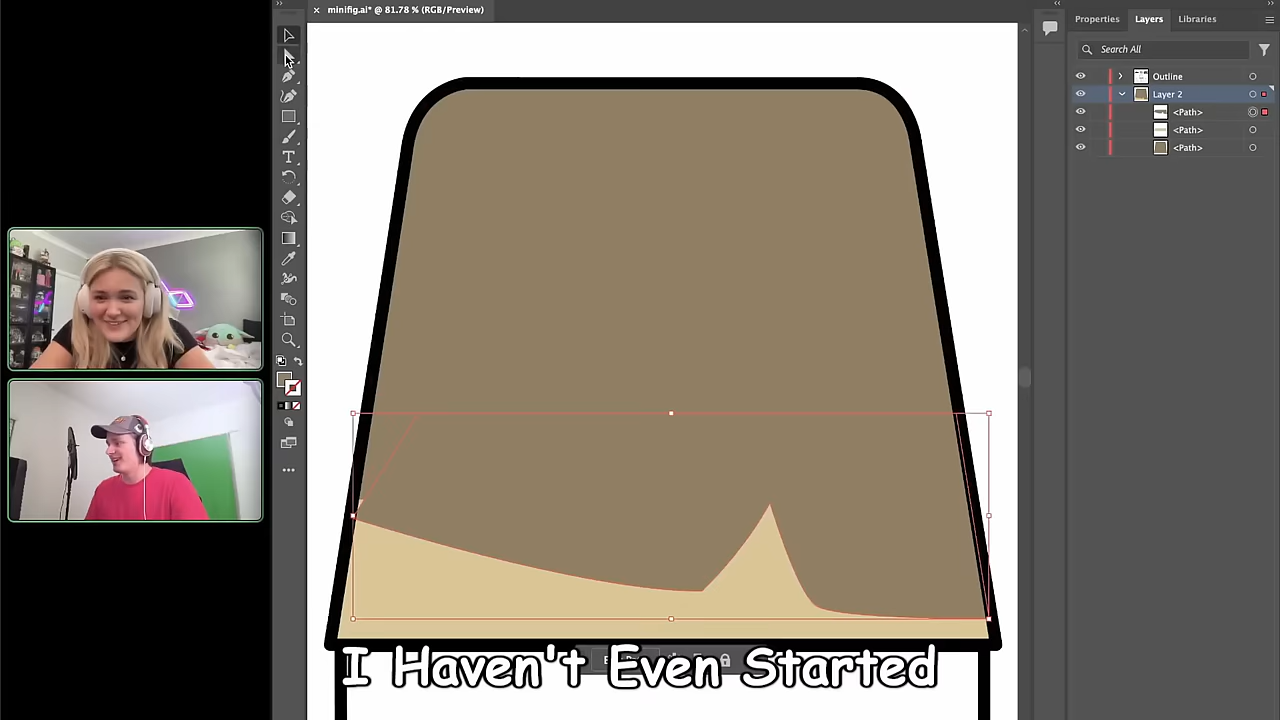 minifig.ai* @ 81.78 % (RGB/Preview)
Properties
Layers
Libraries
Search All
Outline
Layer 2
<Path>
<Path>
<Path>
I Haven't Even Started